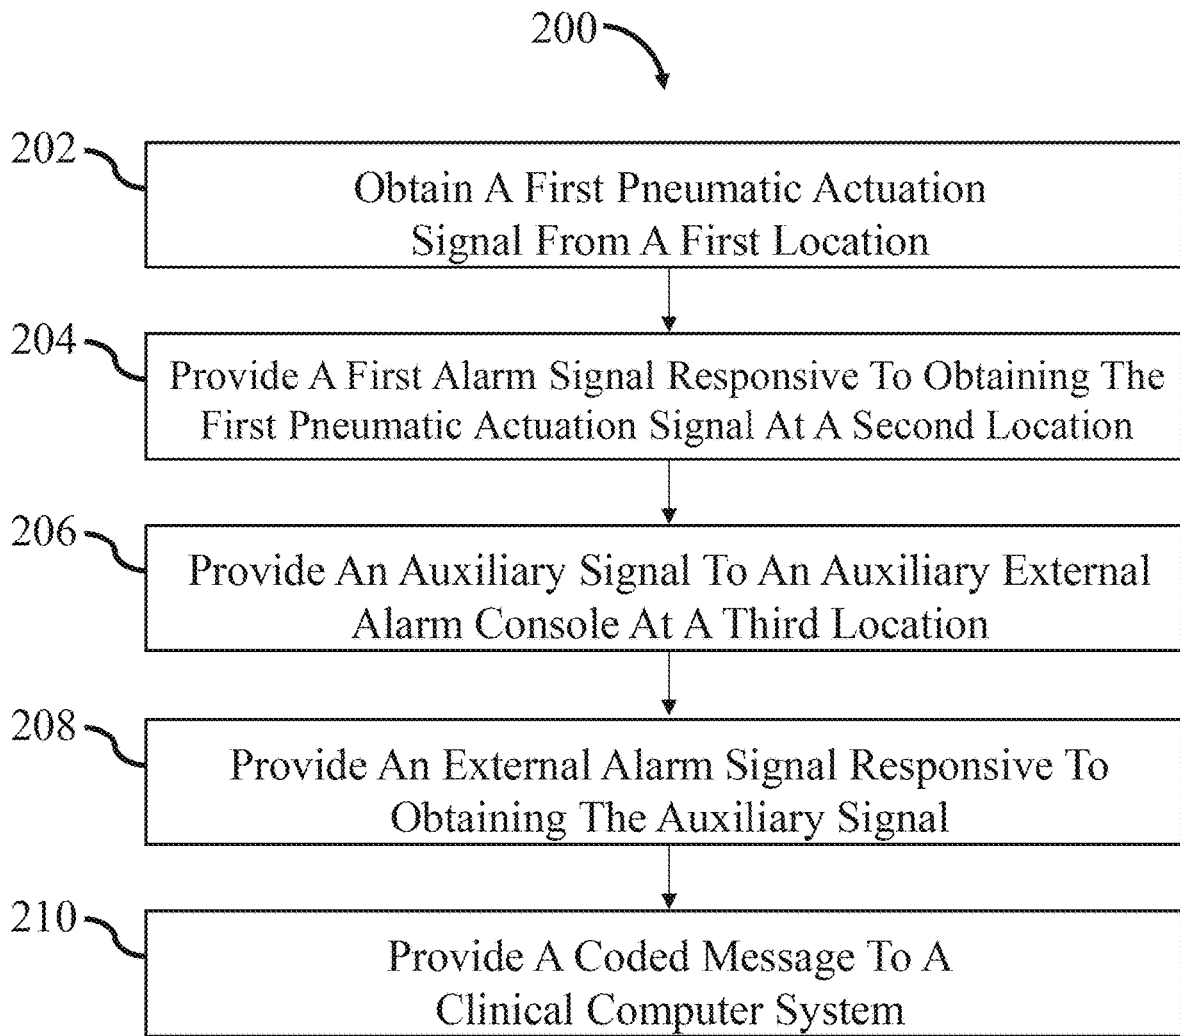 200
202
Obtain A First Pneumatic Actuation
Signal From A First Location
204
Provide A First Alarm Signal Responsive To Obtaining The
First Pneumatic Actuation Signal At A Second Location
206
Provide An Auxiliary Signal To An Auxiliary External
Alarm Console At A Third Location
208
Provide An External Alarm Signal Responsive To
Obtaining The Auxiliary Signal
210
Provide A Coded Message To A
Clinical Computer System